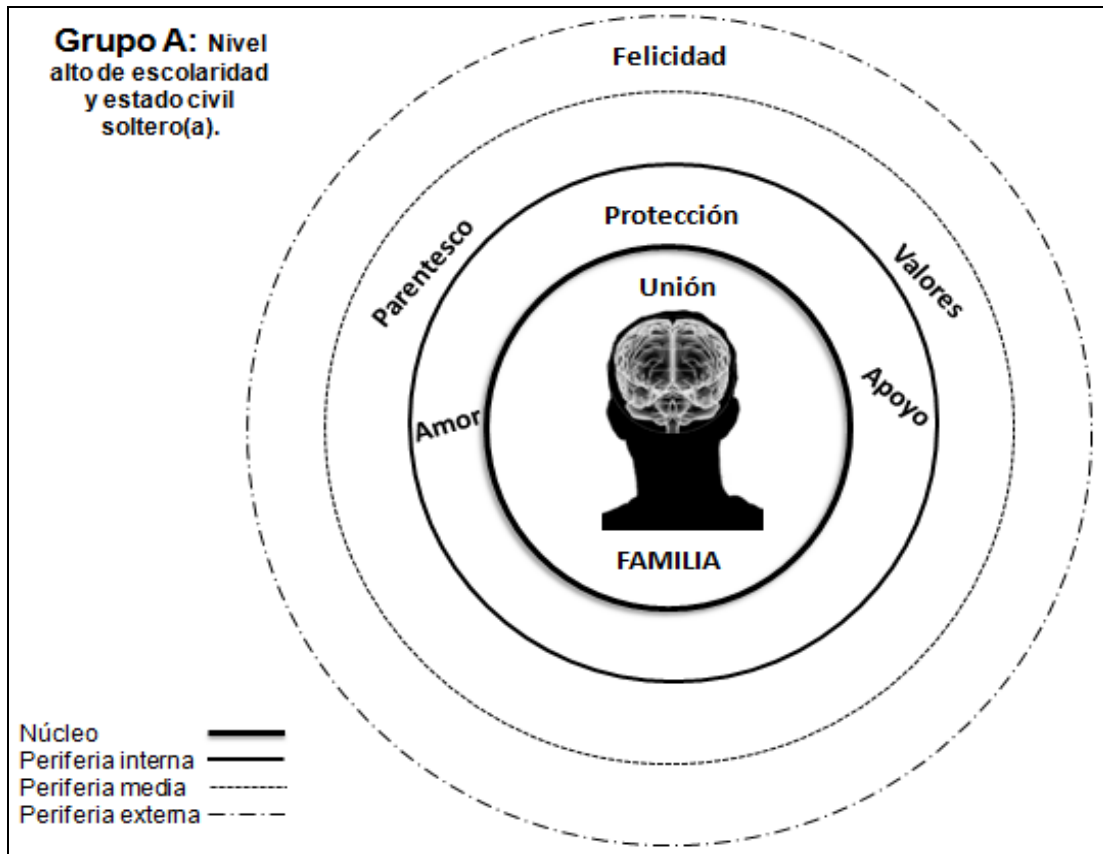 Grupo A: Nivel
alto de escolaridad
y estado civil
soltero(a).
Felicidad
Protección
Parentesco
Valores
Unión
Amor
Apoyo
FAMILIA
Núcleo
Periferia interna
Periferia media
Periferia externa